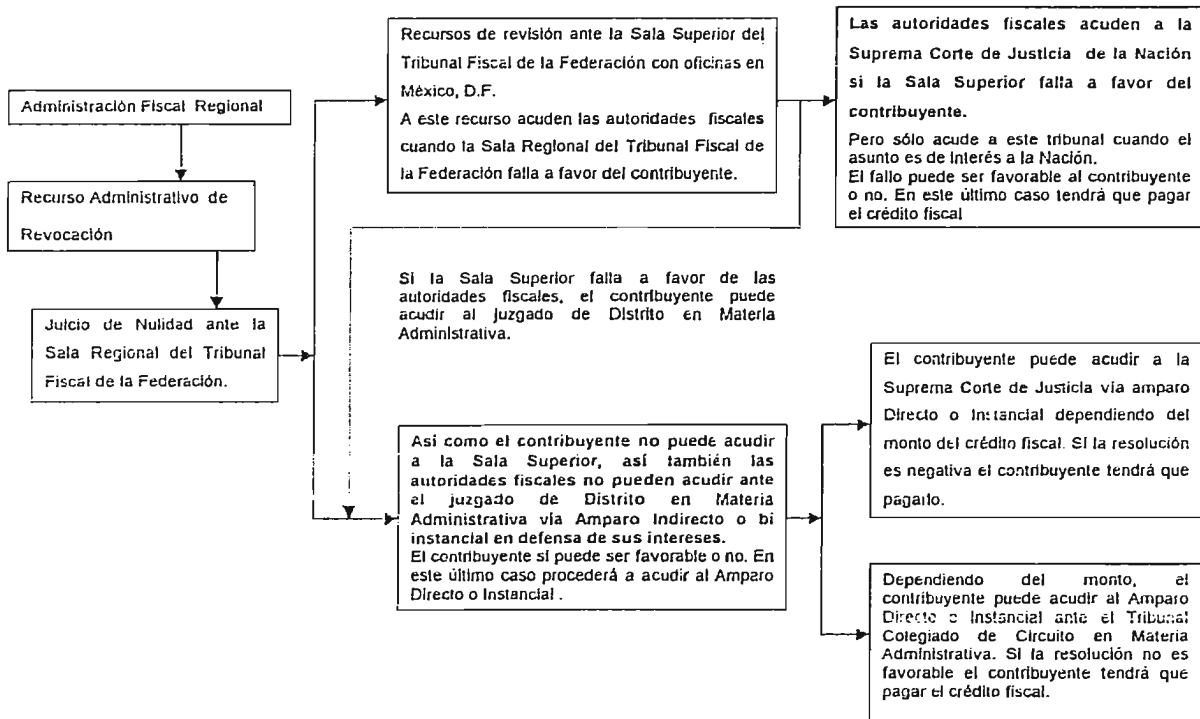 Administración Fiscal Regional
Recurso Administrativo de
Revocación
Juicio de Nulidad ante la
Sala Regional del Tribunal
Fiscal de la Federación.
Recursos de revisión ante la Sala Superior del
Tribunal Fiscal de la Federación con oficinas en
México, D.F.
A este recurso acuden las autoridades fiscales
cuando la Sala Regional del Tribunal Fiscal de
la Federación falla a favor del contribuyente.
Si la Sala Superior falla a favor de las
autoridades fiscales, el contribuyente puede
acudir al juzgado de Distrito en Materia
Administrativa.
Así como el contribuyente no puede acudir
a la Sala Superior, así también las
autoridades fiscales no pueden acudir ante
el juzgado de Distrito en Materia
Administrativa vía Amparo Indirecto o bi
instancial en defensa de sus intereses.
El contribuyente si puede ser favorable o no. En
este último caso procederá a acudir al Amparo
Directo o Instancial .
Las autoridades fiscales acuden a la
Suprema Corte de Justicia de la Nación
si la Sala Superior falla a favor del
contribuyente.
Pero sólo acude a este tribunal cuando el
asunto es de interés a la Nación.
El fallo puede ser favorable al contribuyente
o no. En este último caso tendrá que pagar
el crédito fiscal
El contribuyente puede acudir a la
Suprema Corte de Justicia vía amparo
Directo o Instancial dependiendo del
monto del crédito fiscal. Si la resolución
es negativa el contribuyente tendrá que
pagarlo.
Dependiendo del monto, el
contribuyente puede acudir al Amparo
Directo o Instancial ante el Tribunal
Colegiado de Circuito en Materia
Administrativa. Si la resolución no es
favorable el contribuyente tendrá que
pagar el crédito fiscal.